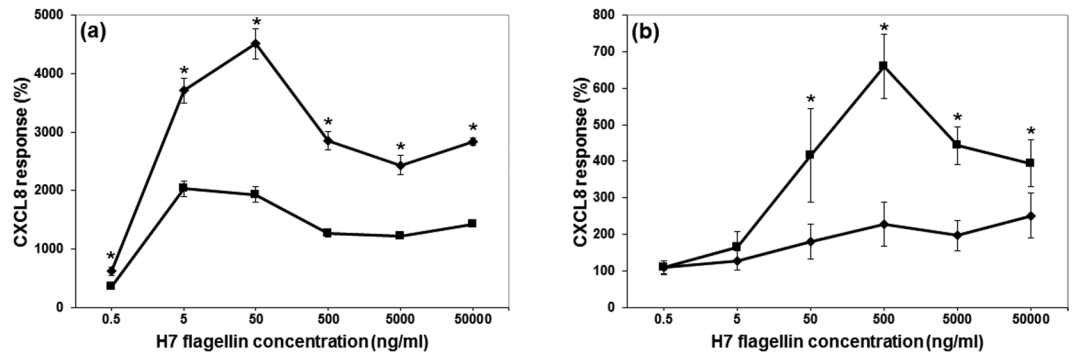 (a)
CXCL8 response (%)
5000
4000
3000
2000
1000
0
* * * * * *
0.5 5 50 500 5000 50000
H7 flagellin concentration (ng/ml)
(b)
CXCL8 response (%)
800
700
600
500
400
300
200
100
0
* * * *
0.5 5 50 500 5000 50000
H7 flagellin concentration (ng/ml)